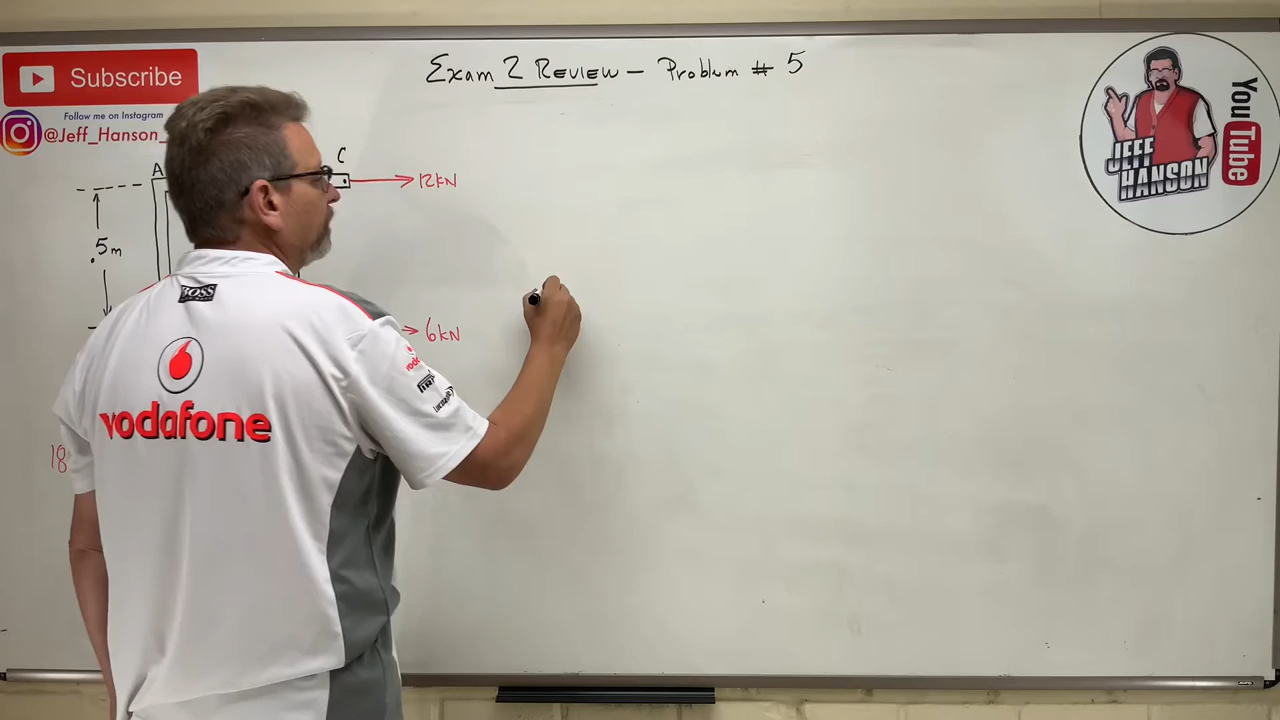 Exam 2 Review - Problem # 5
Subscribe
Follow me on Instagram
@Jeff_Hanson_
A
C
12kN
.5m
6kN
18
BOSS
vodafone
JEFF
HANSON
YouTube